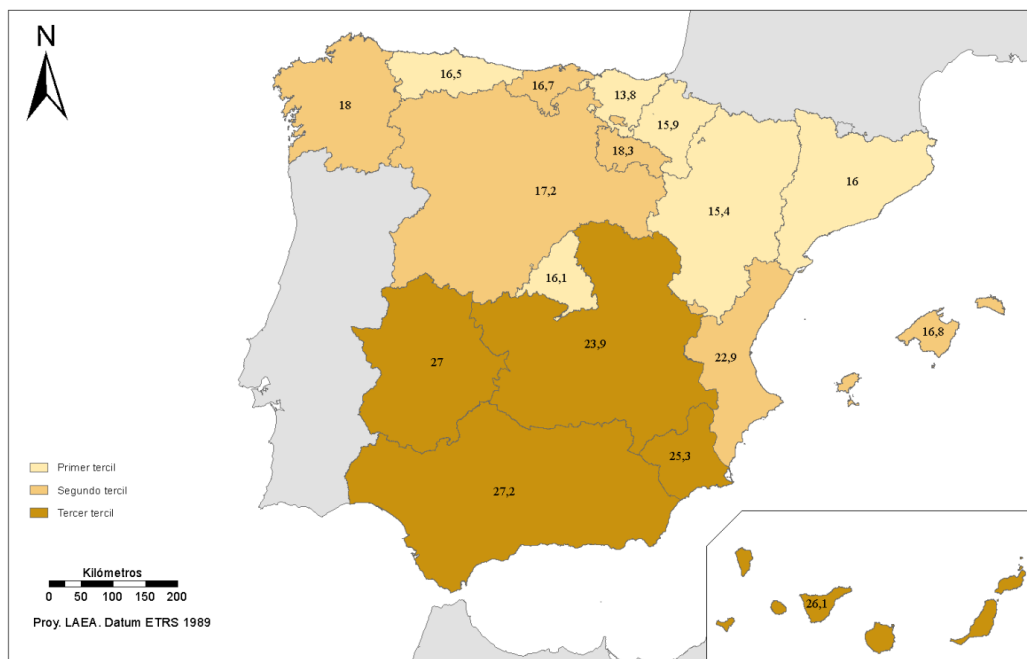 N
16,5
16,7
13,8
18
15,9
18,3
16
17,2
15,4
16,1
16,8
23,9
22,9
27
25,3
27,2
26,1
Primer tercil
Segundo tercil
Tercer tercil
Kilómetros
0 50 100 150 200
Proy. LAEA. Datum ETRS 1989